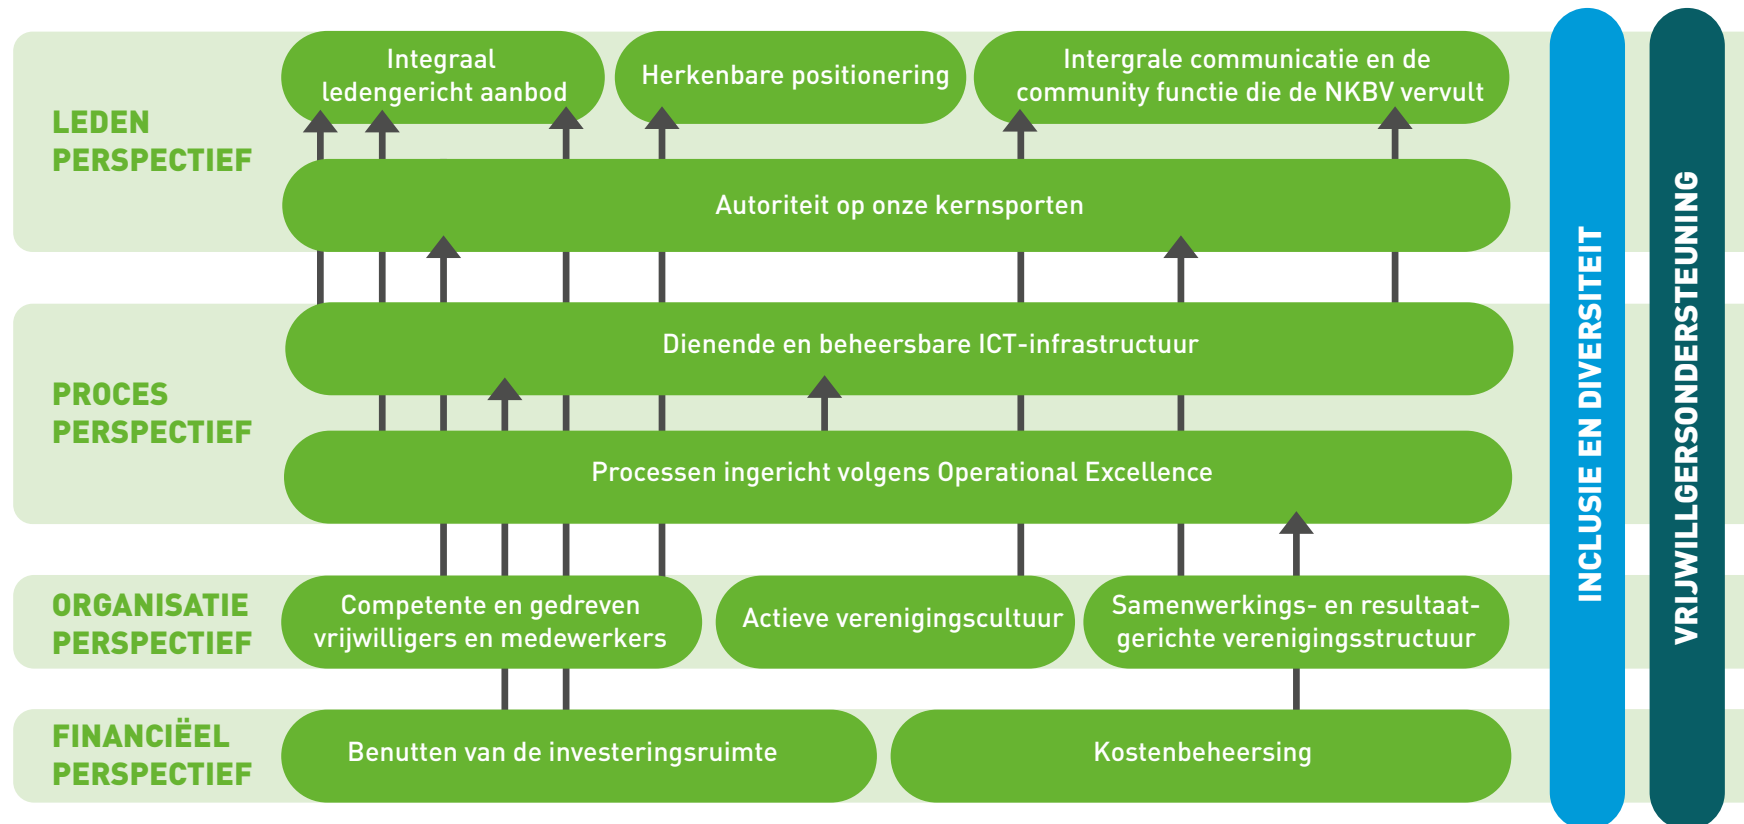 LEDEN
PERSPECTIEF
Integraal
ledengericht aanbod
Herkenbare positionering
Intergrale communicatie en de
community functie die de NKBV vervult
Autoriteit op onze kernsporten
PROCES
PERSPECTIEF
Dienende en beheersbare ICT-infrastructuur
Processen ingericht volgens Operational Excellence
ORGANISATIE
PERSPECTIEF
Competente en gedreven
vrijwilligers en medewerkers
Actieve verenigingscultuur
Samenwerkings- en resultaat-
gerichte verenigingsstructuur
FINANCIËEL
PERSPECTIEF
Benutten van de investeringsruimte
Kostenbeheersing
INCLUSIE EN DIVERSITEIT
VRIJWILLGERSONDERSTEUNING